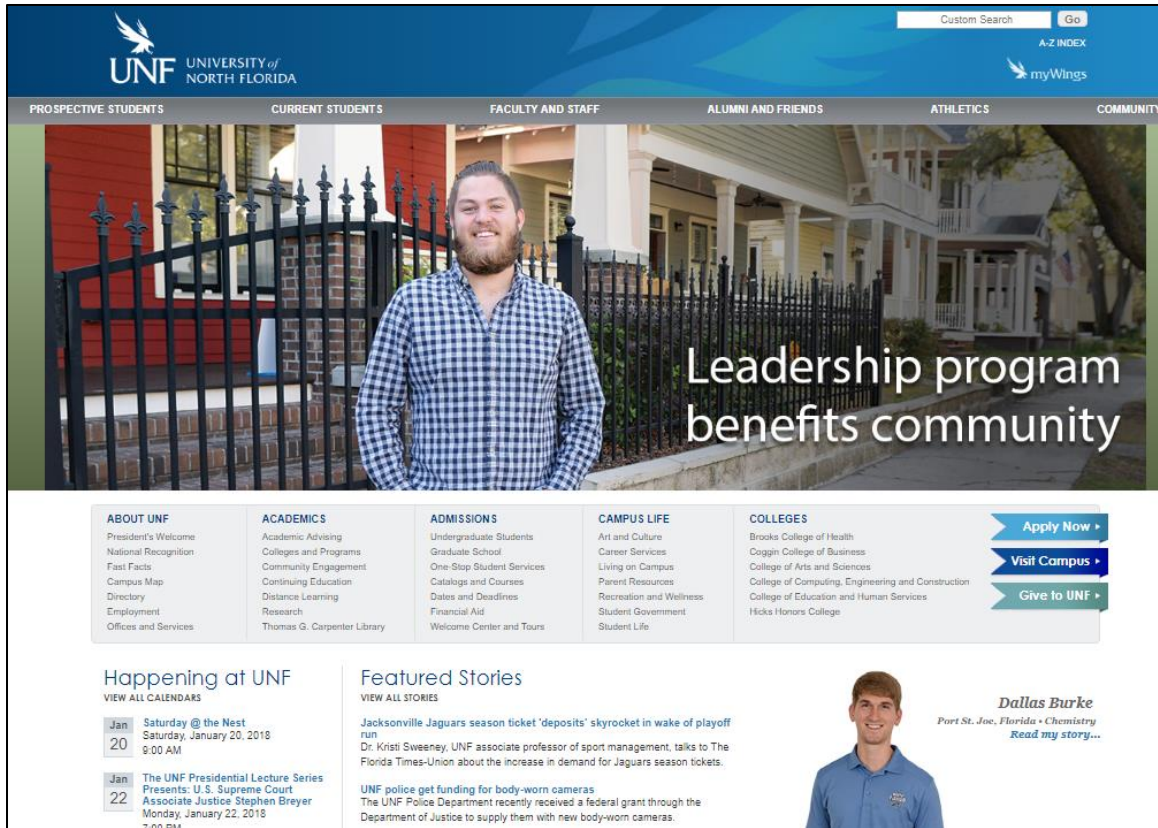 Custom Search
Go
A-Z INDEX
UNF
UNIVERSITY of
NORTH FLORIDA
myWings
PROSPECTIVE STUDENTS
CURRENT STUDENTS
FACULTY AND STAFF
ALUMNI AND FRIENDS
ATHLETICS
COMMUNITY
Leadership program
benefits community
ABOUT UNF
President's Welcome
National Recognition
Fast Facts
Campus Map
Directory
Employment
Offices and Services
ACADEMICS
Academic Advising
Colleges and Programs
Community Engagement
Continuing Education
Distance Learning
Research
Thomas G. Carpenter Library
ADMISSIONS
Undergraduate Students
Graduate School
One-Stop Student Services
Catalogs and Courses
Dates and Deadlines
Financial Aid
Welcome Center and Tours
CAMPUS LIFE
Art and Culture
Career Services
Living on Campus
Parent Resources
Recreation and Wellness
Student Government
Student Life
COLLEGES
Brooks College of Health
Coggin College of Business
College of Arts and Sciences
College of Computing, Engineering and Construction
College of Education and Human Services
Hicks Honors College
Apply Now
Visit Campus
Give to UNF
Happening at UNF
VIEW ALL CALENDARS
Jan
20
Saturday @ the Nest
Saturday, January 20, 2018
9:00 AM
Jan
22
The UNF Presidential Lecture Series
Presents: U.S. Supreme Court
Associate Justice Stephen Breyer
Monday, January 22, 2018
7:00 PM
Featured Stories
VIEW ALL STORIES
Jacksonville Jaguars season ticket 'deposits' skyrocket in wake of playoff
run
Dr. Kristi Sweeney, UNF associate professor of sport management, talks to The
Florida Times-Union about the increase in demand for Jaguars season tickets.
UNF police get funding for body-worn cameras
The UNF Police Department recently received a federal grant through the
Department of Justice to supply them with new body-worn cameras.
Dallas Burke
Port St. Joe, Florida • Chemistry
Read my story...